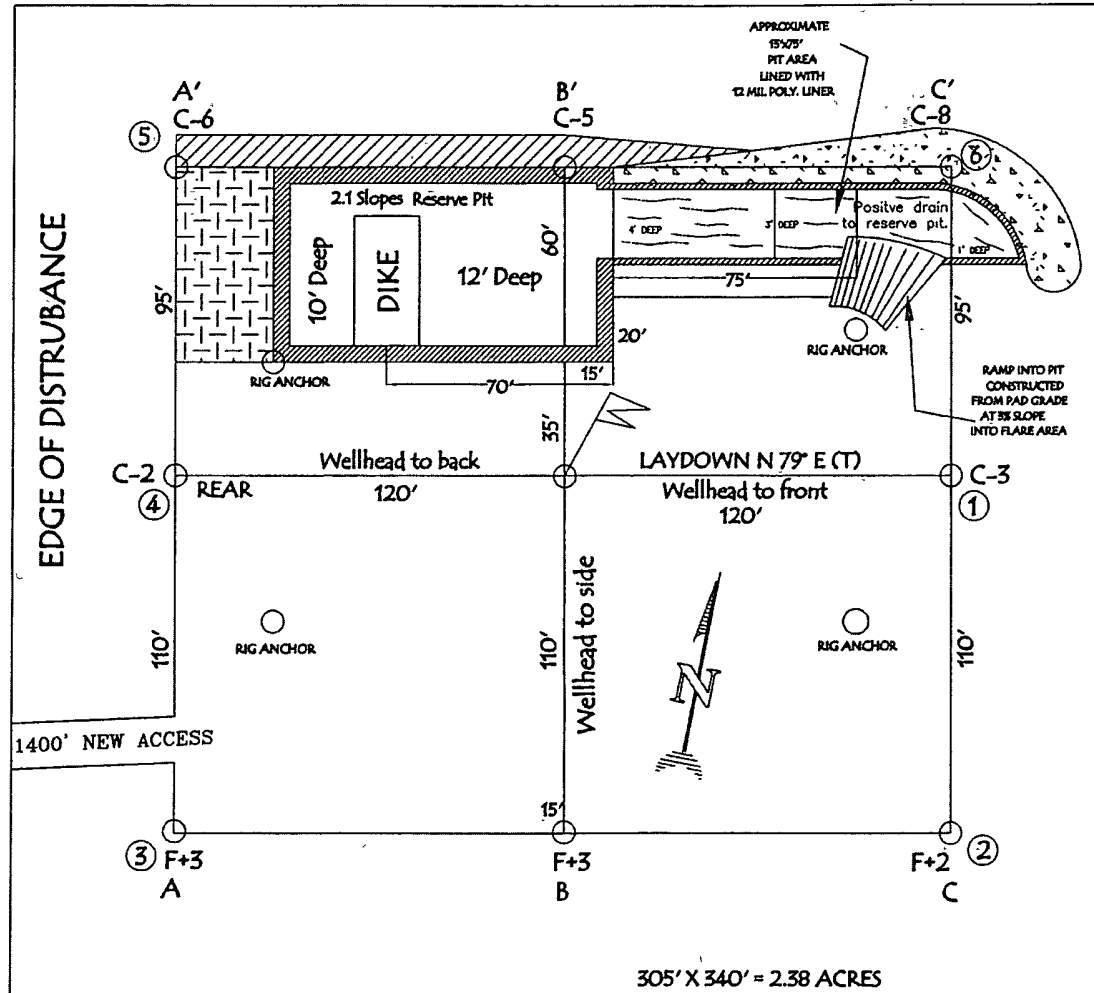 APPROXIMATE
15'x75'
PIT AREA
LINED WITH
12 MIL POLY. LINER
A'
C-6
B'
C-5
C'
C-8
⑤
⑥
2.1 Slopes Reserve Pit
10' Deep
DIKE
12' Deep
60'
4' DEEP
3' DEEP
Positve drain
to reserve pit.
1' DEEP
75'
95'
95'
EDGE OF DISTRUBANCE
RIG ANCHOR
20'
15'
70'
RIG ANCHOR
RAMP INTO PIT
CONSTRUCTED
FROM PAD GRADE
AT 3% SLOPE
INTO FLARE AREA
35'
C-2
④
REAR
Wellhead to back
120'
LAYDOWN N 79° E (T)
Wellhead to front
120'
C-3
①
RIG ANCHOR
RIG ANCHOR
110'
110'
Wellhead to side
110'
N
1400' NEW ACCESS
15'
③
F+3
A
F+3
B
F+2
C
②
305' X 340' = 2.38 ACRES